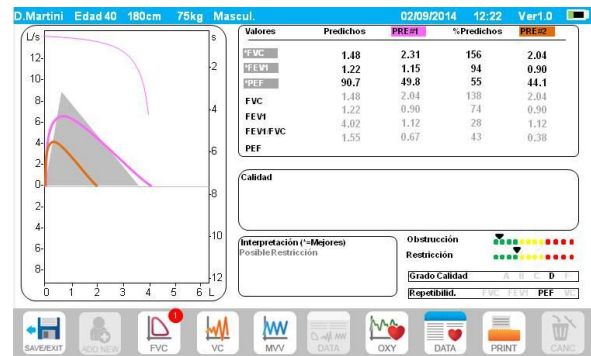 D.Martini Edad 40 180cm 75kg Mascul. 02/09/2014 12:22 Ver1.0
L/s s
Valores Predichos PRE#1 %Predichos PRE#2
*FVC 1.48 2.31 156 2.04
*FEV1 1.22 1.15 94 0.90
*PEF 90.7 49.8 55 44.1
FVC 1.48 2.04 138 2.04
FEV1 1.22 0.90 74 0.90
FEV1/FVC 4.02 1.12 28 1.12
PEF 1.55 0.67 43 0.38
12
10
8
6
4
2
0
2
4
6
8
2
4
6
8
10
12
0 1 2 3 4 5 6 L
Calidad
Interpretación (*=Mejores)
Posible Restricción
Obstrucción
Restricción
Grado Calidad A B C D F
Repetibilid. FVC FEV1 PEF VC
1
SAVE/EXIT ADD NEW FVC VC MVV DATA OXY DATA PRINT CANC